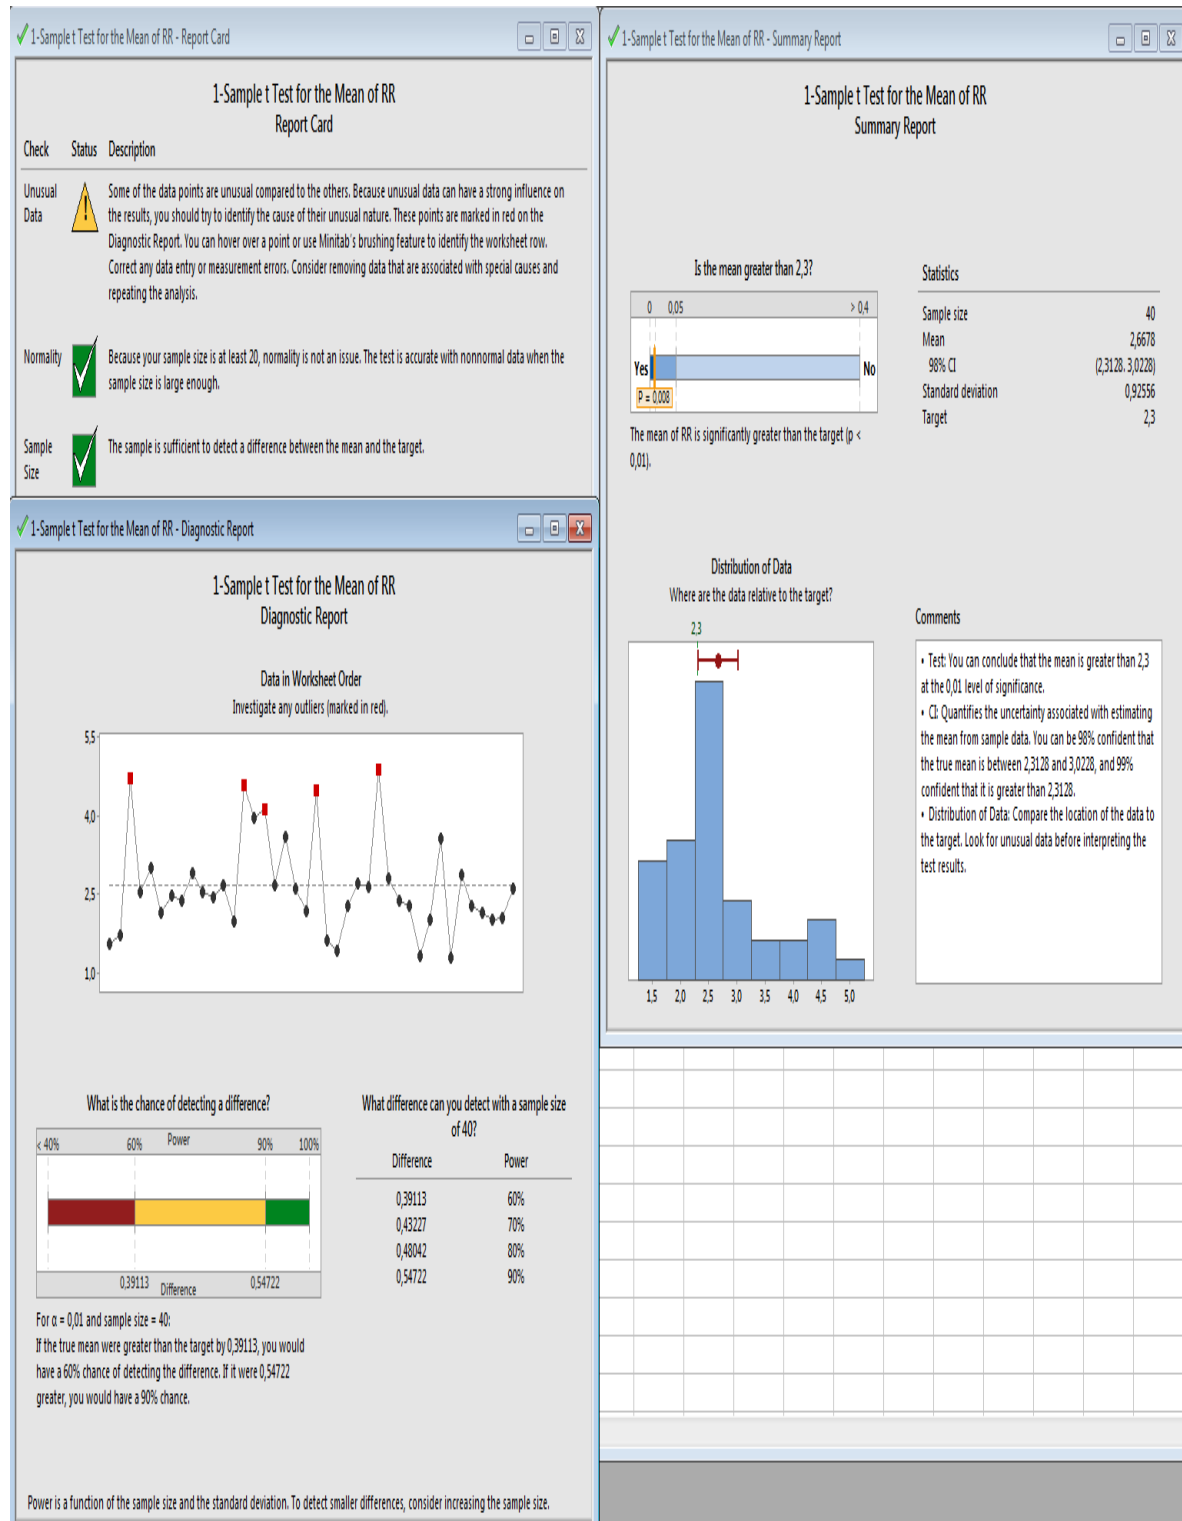 1-Sample t Test for the Mean of RR - Report Card
1-Sample t Test for the Mean of RR
Report Card
Check Status Description
Unusual Data
Some of the data points are unusual compared to the others. Because unusual data can have a strong influence on
the results, you should try to identify the cause of their unusual nature. These points are marked in red on the
Diagnostic Report. You can hover over a point or use Minitab's brushing feature to identify the worksheet row.
Correct any data entry or measurement errors. Consider removing data that are associated with special causes and
repeating the analysis.
Normality
Because your sample size is at least 20, normality is not an issue. The test is accurate with nonnormal data when the
sample size is large enough.
Sample Size
The sample is sufficient to detect a difference between the mean and the target.
1-Sample t Test for the Mean of RR - Diagnostic Report
1-Sample t Test for the Mean of RR
Diagnostic Report
Data in Worksheet Order
Investigate any outliers (marked in red).
5,5
4,0
2,5
1,0
What is the chance of detecting a difference?
< 40% 60% Power 90% 100%
0,39113 Difference 0,54722
For α = 0,01 and sample size = 40:
If the true mean were greater than the target by 0,39113, you would
have a 60% chance of detecting the difference. If it were 0,54722
greater, you would have a 90% chance.
What difference can you detect with a sample size
of 40?
Difference Power
0,39113 60%
0,43227 70%
0,48042 80%
0,54722 90%
Power is a function of the sample size and the standard deviation. To detect smaller differences, consider increasing the sample size.
1-Sample t Test for the Mean of RR - Summary Report
1-Sample t Test for the Mean of RR
Summary Report
Is the mean greater than 2,3?
0 0,05 > 0,4
Yes No
P = 0,008
The mean of RR is significantly greater than the target (p <
0,01).
Statistics
Sample size 40
Mean 2,6678
98% CI (2,3128. 3,0228)
Standard deviation 0,92556
Target 2,3
Distribution of Data
Where are the data relative to the target?
2,3
1,5 2,0 2,5 3,0 3,5 4,0 4,5 5,0
Comments
• Test: You can conclude that the mean is greater than 2,3
at the 0,01 level of significance.
• CI: Quantifies the uncertainty associated with estimating
the mean from sample data. You can be 98% confident that
the true mean is between 2,3128 and 3,0228, and 99%
confident that it is greater than 2,3128.
• Distribution of Data: Compare the location of the data to
the target. Look for unusual data before interpreting the
test results.